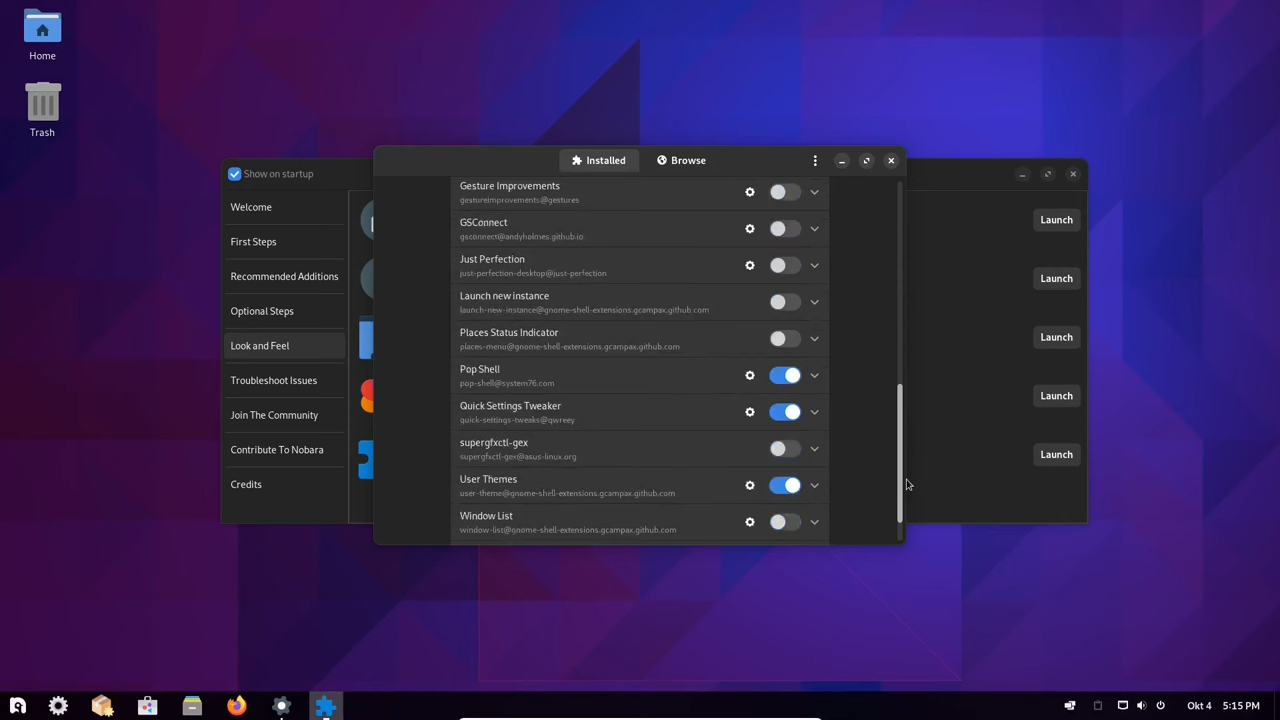 Home
Trash
Show on startup
Welcome
First Steps
Recommended Additions
Optional Steps
Look and Feel
Troubleshoot Issues
Join The Community
Contribute To Nobara
Credits
Installed
Browse
Gesture Improvements
gestureimprovements@gestures
GSConnect
gsconnect@andyholmes.github.io
Just Perfection
just-perfection-desktop@just-perfection
Launch new instance
launch-new-instance@gnome-shell-extensions.gcampax.github.com
Places Status Indicator
places-menu@gnome-shell-extensions.gcampax.github.com
Pop Shell
pop-shell@system76.com
Quick Settings Tweaker
quick-settings-tweaks@qwreey
supergfxctl-gex
supergfxctl-gex@asus-linux.org
User Themes
user-theme@gnome-shell-extensions.gcampax.github.com
Window List
window-list@gnome-shell-extensions.gcampax.github.com
Launch
Launch
Launch
Launch
Launch
Okt 4 5:15 PM